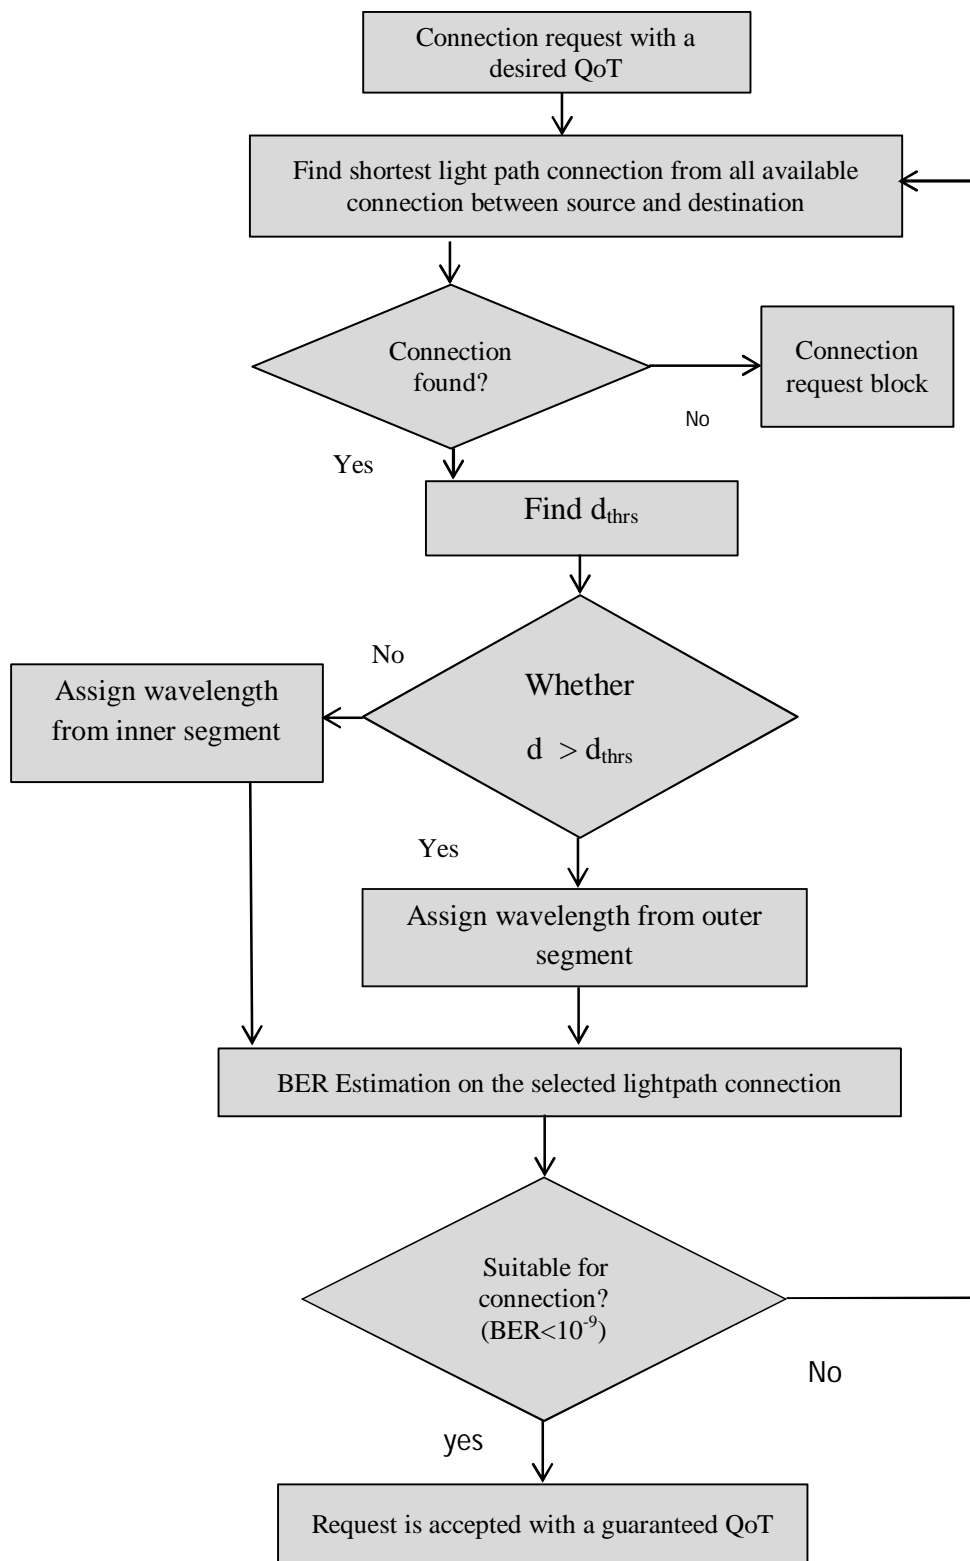 Connection request with a
desired QoT
Find shortest light path connection from all available
connection between source and destination
Connection
found?
Connection
request block
No
Yes
Find dthrs
No
Whether
d > dthrs
Assign wavelength
from inner segment
Yes
Assign wavelength from outer
segment
BER Estimation on the selected lightpath connection
Suitable for
connection?
(BER<10-9)
No
yes
Request is accepted with a guaranteed QoT